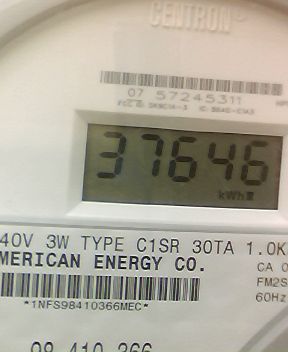 CENTRON
07 57245311
37646
kWh
40V 3W TYPE C1SR 30TA 1.0K
MERICAN ENERGY CO.
CA 0
FM2S
60Hz
*1NFS98410366MEC*
98 410 366